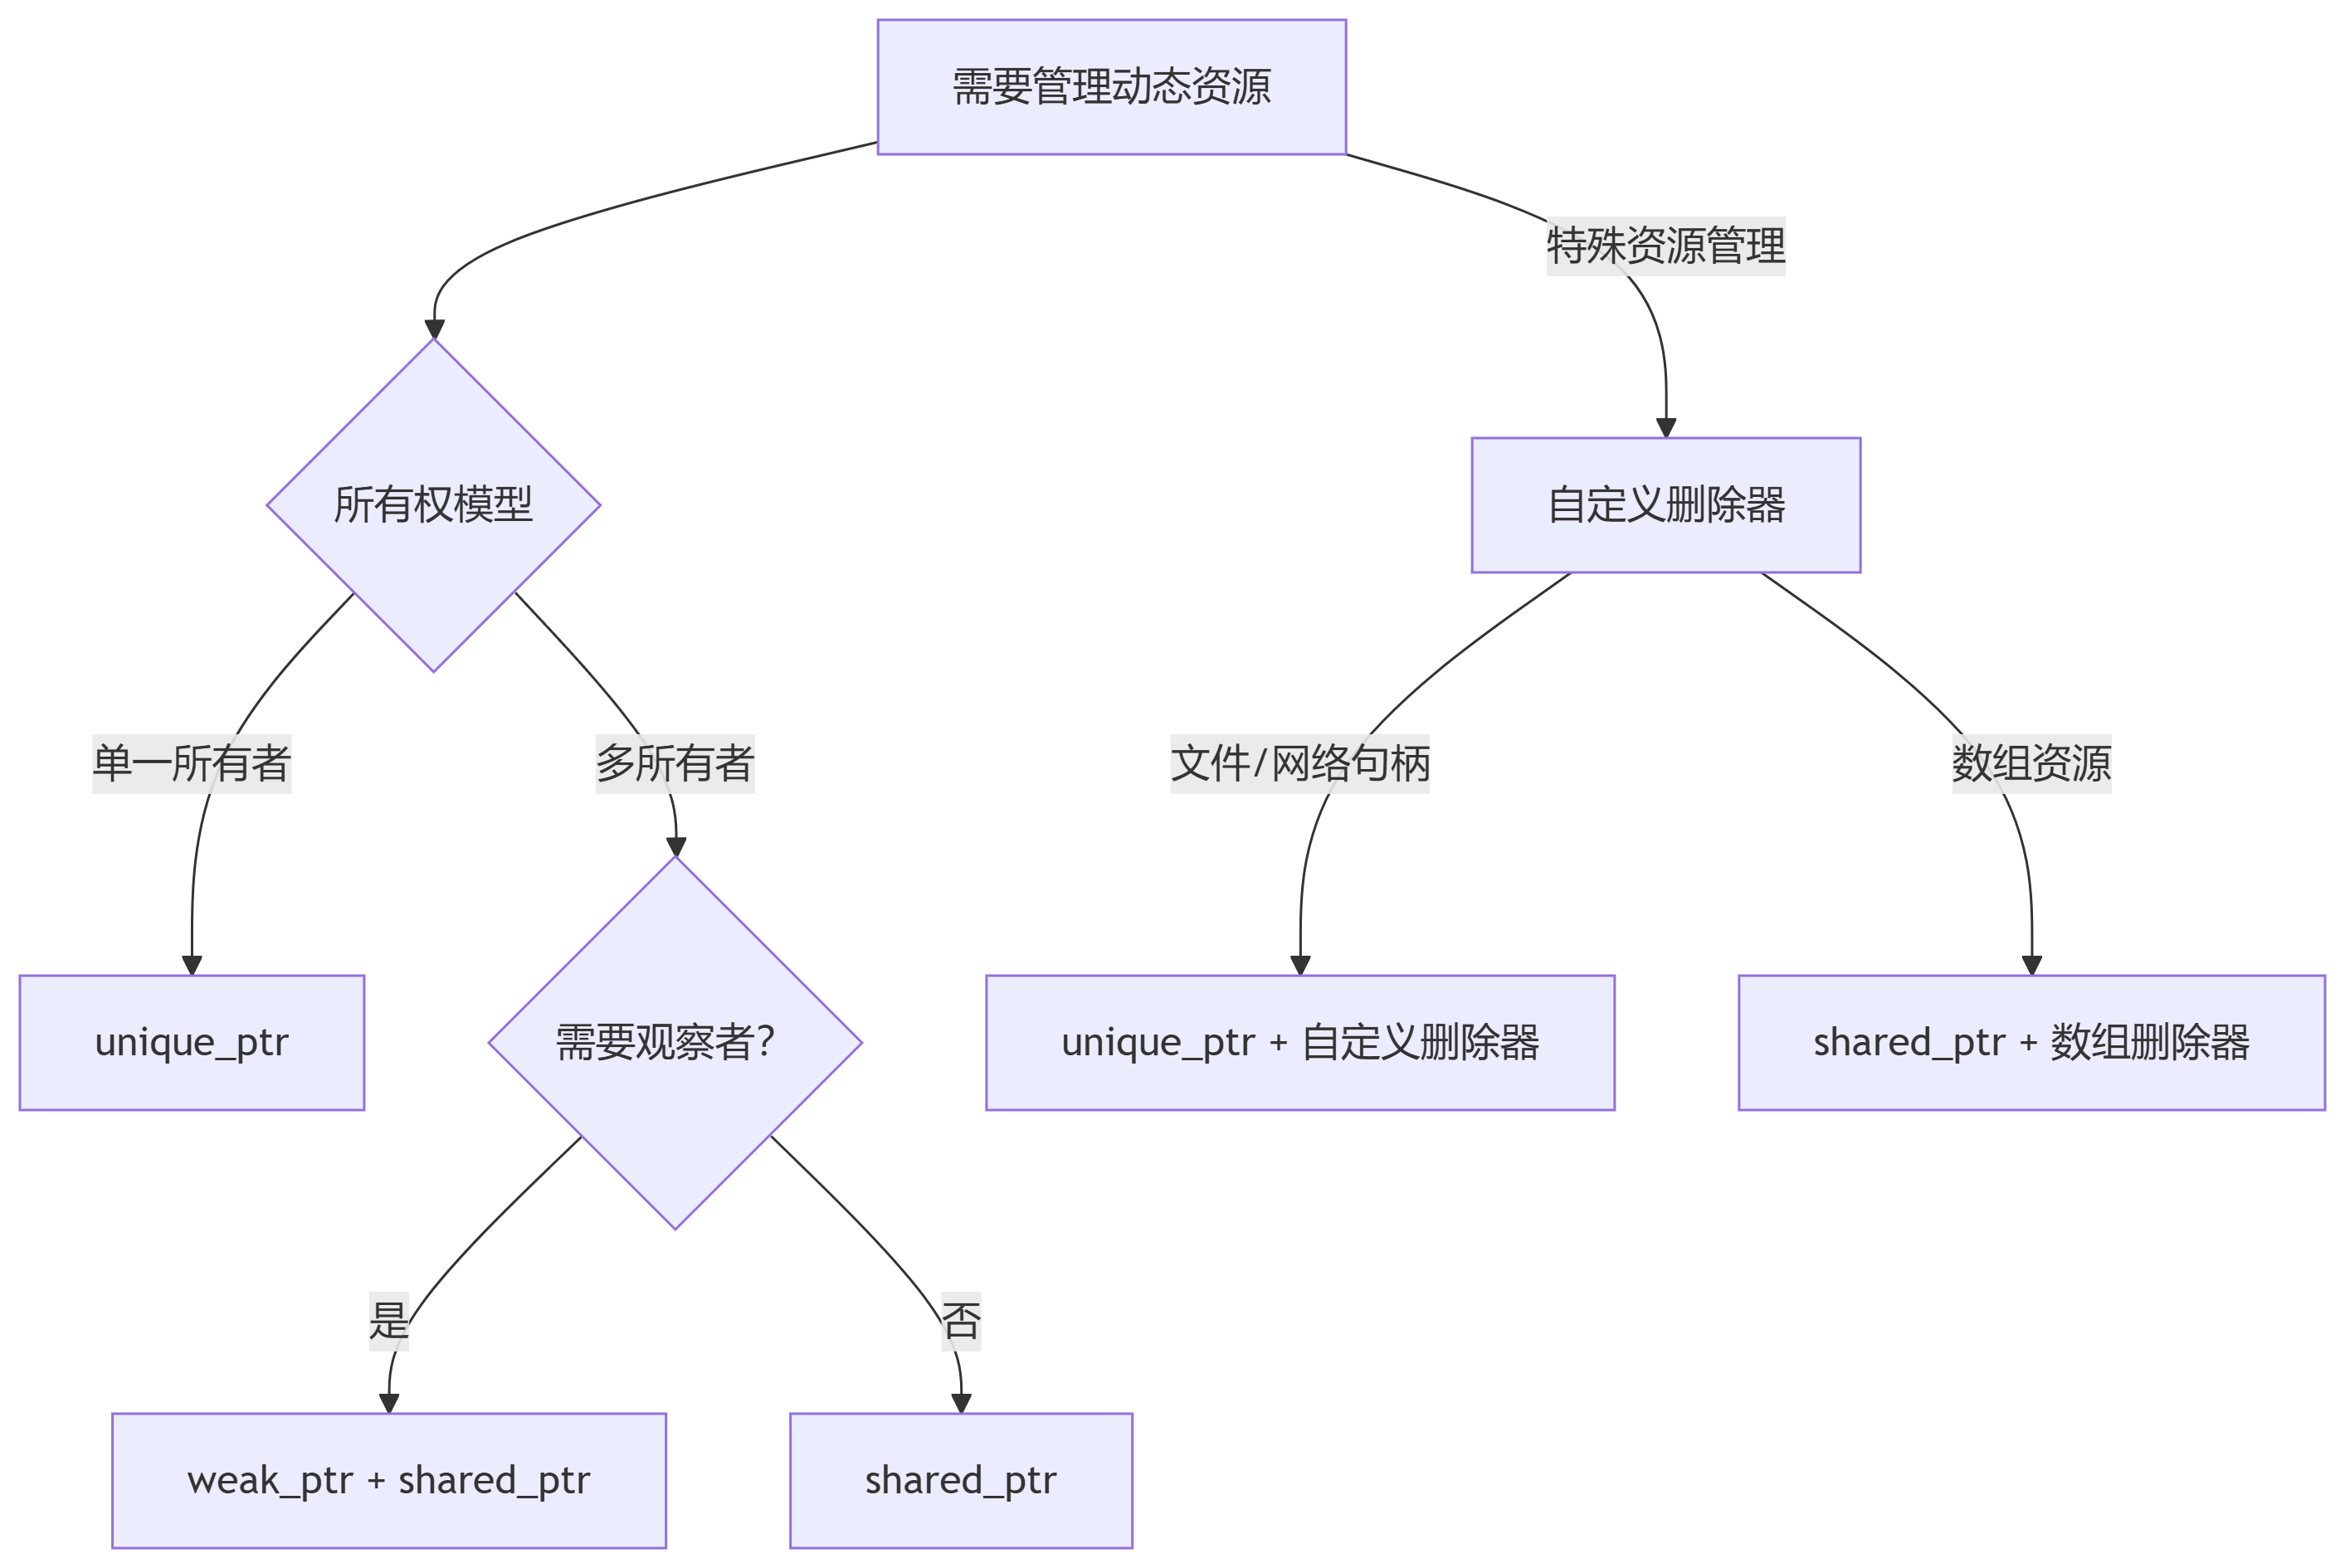 需要管理动态资源
特殊资源管理
所有权模型
自定义删除器
单一所有者
多所有者
文件/网络句柄
数组资源
unique_ptr
需要观察者?
unique_ptr + 自定义删除器
shared_ptr + 数组删除器
是
否
weak_ptr + shared_ptr
shared_ptr